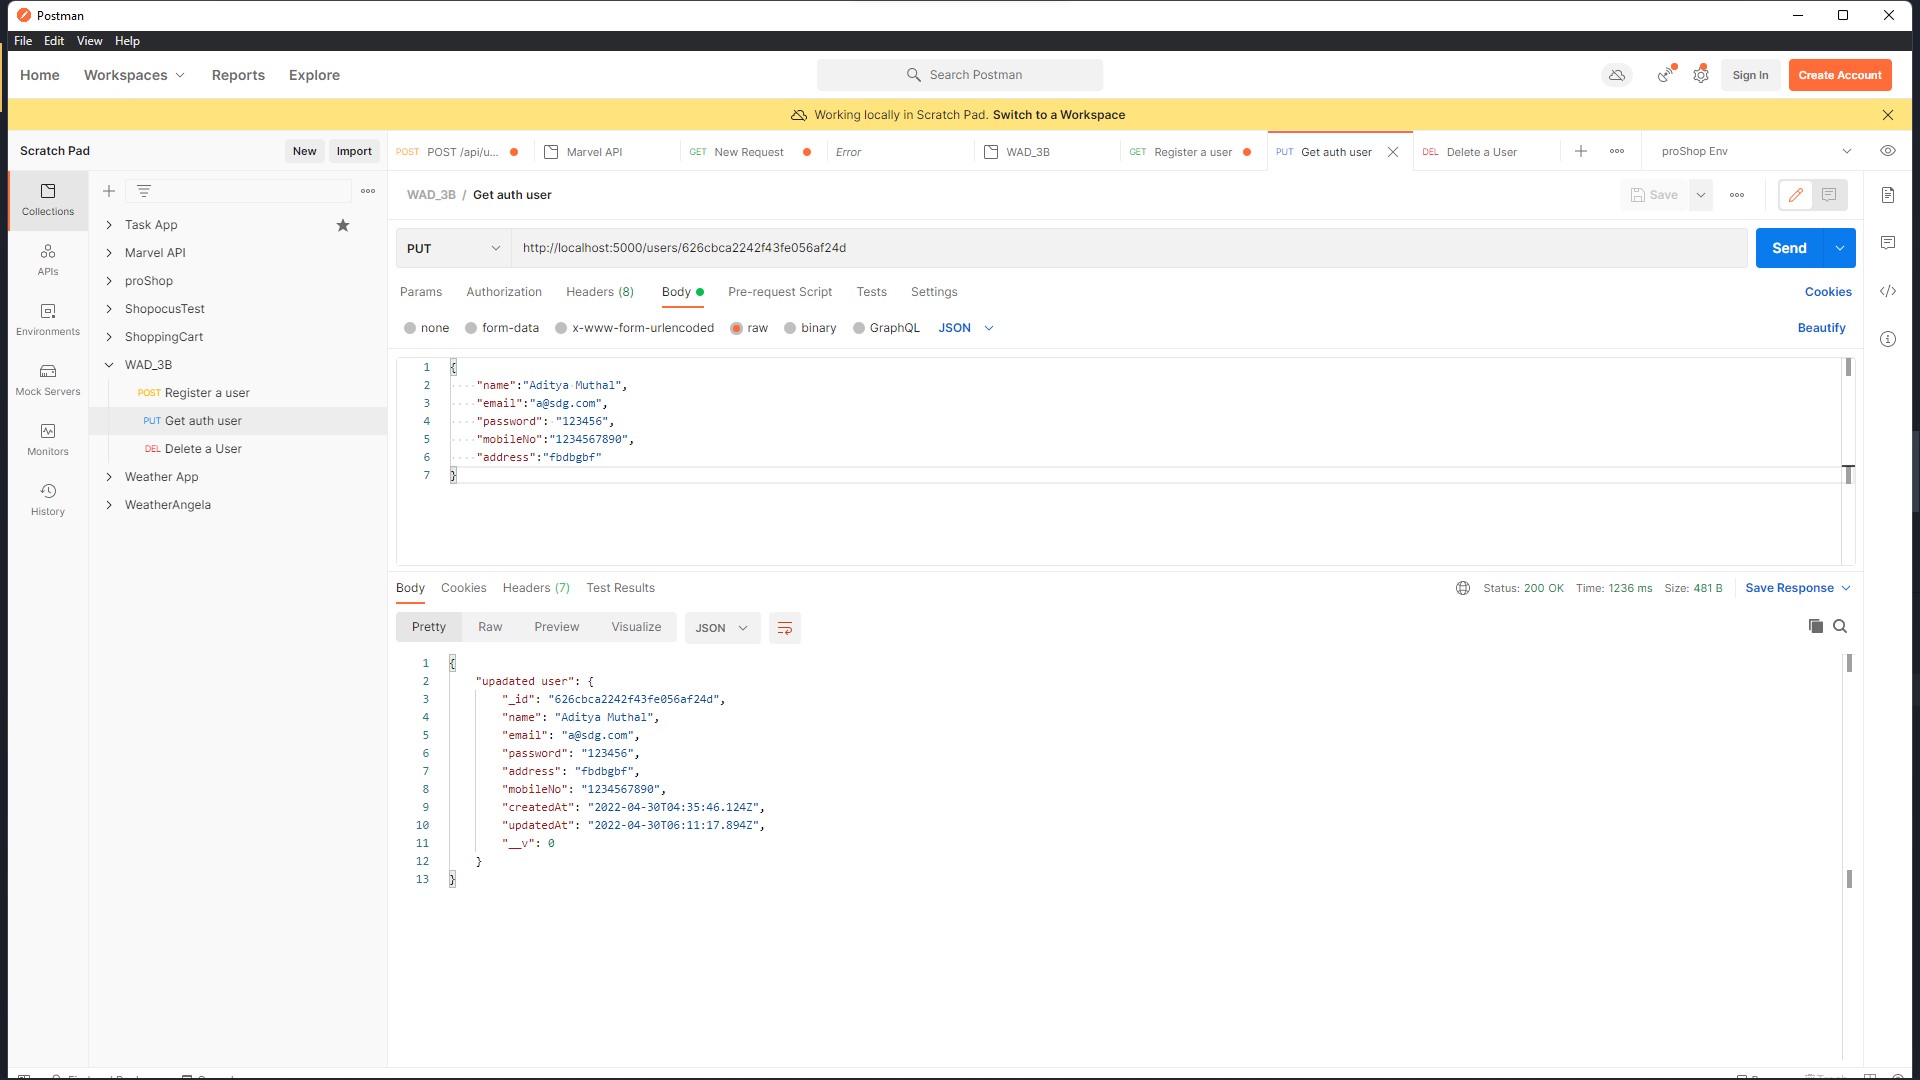 Postman
File Edit View Help
Home Workspaces Reports Explore Search Postman Sign In Create Account
Working locally in Scratch Pad. Switch to a Workspace
Scratch Pad New Import
POST POST /api/u... Marvel API GET New Request Error WAD_3B GET Register a user PUT Get auth user DEL Delete a User proShop Env
Collections
APIs
Environments
Mock Servers
Monitors
History
Task App
Marvel API
proShop
ShopocusTest
ShoppingCart
WAD_3B
POST Register a user
PUT Get auth user
DEL Delete a User
Weather App
WeatherAngela
WAD_3B / Get auth user Save
PUT http://localhost:5000/users/626cbca2242f43fe056af24d Send
Params Authorization Headers (8) Body Pre-request Script Tests Settings Cookies
none form-data x-www-form-urlencoded raw binary GraphQL JSON Beautify
1 {
2 "name":"Aditya Muthal",
3 "email":"a@sdg.com",
4 "password": "123456",
5 "mobileNo":"1234567890",
6 "address":"fbdbgbf"
7 }
Body Cookies Headers (7) Test Results Status: 200 OK Time: 1236 ms Size: 481 B Save Response
Pretty Raw Preview Visualize JSON
1 {
2 "upadated user": {
3 "_id": "626cbca2242f43fe056af24d",
4 "name": "Aditya Muthal",
5 "email": "a@sdg.com",
6 "password": "123456",
7 "address": "fbdbgbf",
8 "mobileNo": "1234567890",
9 "createdAt": "2022-04-30T04:35:46.124Z",
10 "updatedAt": "2022-04-30T06:11:17.894Z",
11 "__v": 0
12 }
13 }